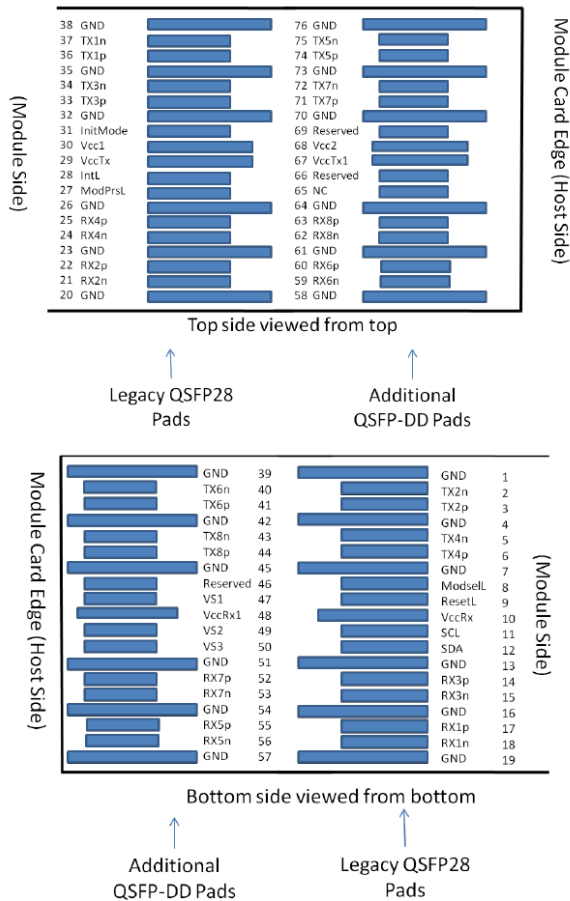 38 GND
37 TX1n
36 TX1p
35 GND
34 TX3n
33 TX3p
32 GND
31 InitMode
30 Vcc1
29 VccTx
28 IntL
27 ModPrsL
26 GND
25 RX4p
24 RX4n
23 GND
22 RX2p
21 RX2n
20 GND
76 GND
75 TX5n
74 TX5p
73 GND
72 TX7n
71 TX7p
70 GND
69 Reserved
68 Vcc2
67 VccTx1
66 Reserved
65 NC
64 GND
63 RX8p
62 RX8n
61 GND
60 RX6p
59 RX6n
58 GND
(Module Side)
Module Card Edge (Host Side)
Top side viewed from top
Legacy QSFP28
Pads
Additional
QSFP-DD Pads
Module Card Edge (Host Side)
GND 39
TX6n 40
TX6p 41
GND 42
TX8n 43
TX8p 44
GND 45
Reserved 46
VS1 47
VccRx1 48
VS2 49
VS3 50
GND 51
RX7p 52
RX7n 53
GND 54
RX5p 55
RX5n 56
GND 57
GND 1
TX2n 2
TX2p 3
GND 4
TX4n 5
TX4p 6
GND 7
ModselL 8
ResetL 9
VccRx 10
SCL 11
SDA 12
GND 13
RX3p 14
RX3n 15
GND 16
RX1p 17
RX1n 18
GND 19
(Module Side)
Bottom side viewed from bottom
Additional
QSFP-DD Pads
Legacy QSFP28
Pads